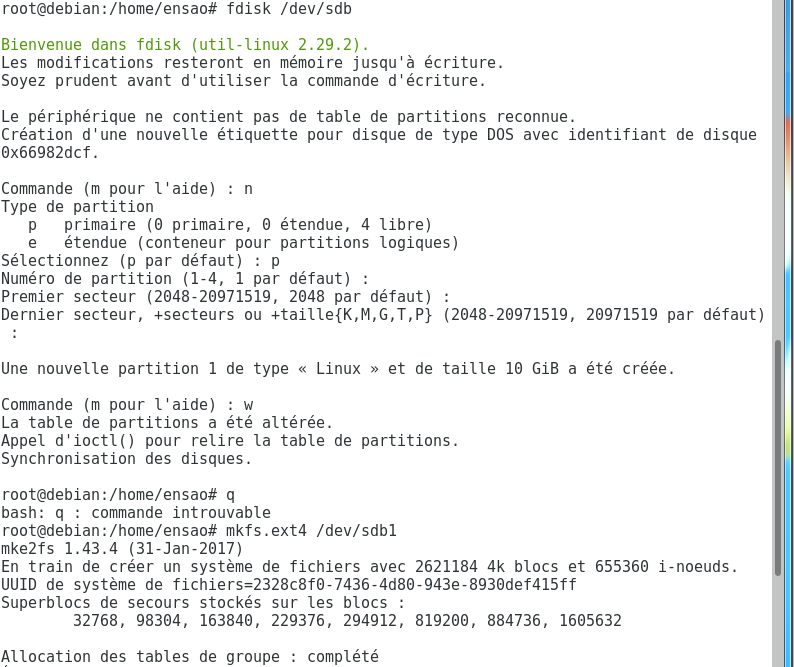 root@debian:/home/ensao# fdisk /dev/sdb
Bienvenue dans fdisk (util-linux 2.29.2).
Les modifications resteront en mémoire jusqu'à écriture.
Soyez prudent avant d'utiliser la commande d'écriture.
Le périphérique ne contient pas de table de partitions reconnue.
Création d'une nouvelle étiquette pour disque de type DOS avec identifiant de disque
0x66982dcf.
Commande (m pour l'aide) : n
Type de partition
   p   primaire (0 primaire, 0 étendue, 4 libre)
   e   étendue (conteneur pour partitions logiques)
Sélectionnez (p par défaut) : p
Numéro de partition (1-4, 1 par défaut) :
Premier secteur (2048-20971519, 2048 par défaut) :
Dernier secteur, +secteurs ou +taille{K,M,G,T,P} (2048-20971519, 20971519 par défaut)
 :
Une nouvelle partition 1 de type « Linux » et de taille 10 GiB a été créée.
Commande (m pour l'aide) : w
La table de partitions a été altérée.
Appel d'ioctl() pour relire la table de partitions.
Synchronisation des disques.
root@debian:/home/ensao# q
bash: q : commande introuvable
root@debian:/home/ensao# mkfs.ext4 /dev/sdb1
mke2fs 1.43.4 (31-Jan-2017)
En train de créer un système de fichiers avec 2621184 4k blocs et 655360 i-noeuds.
UUID de système de fichiers=2328c8f0-7436-4d80-943e-8930def415ff
Superblocs de secours stockés sur les blocs :
        32768, 98304, 163840, 229376, 294912, 819200, 884736, 1605632
Allocation des tables de groupe : complété